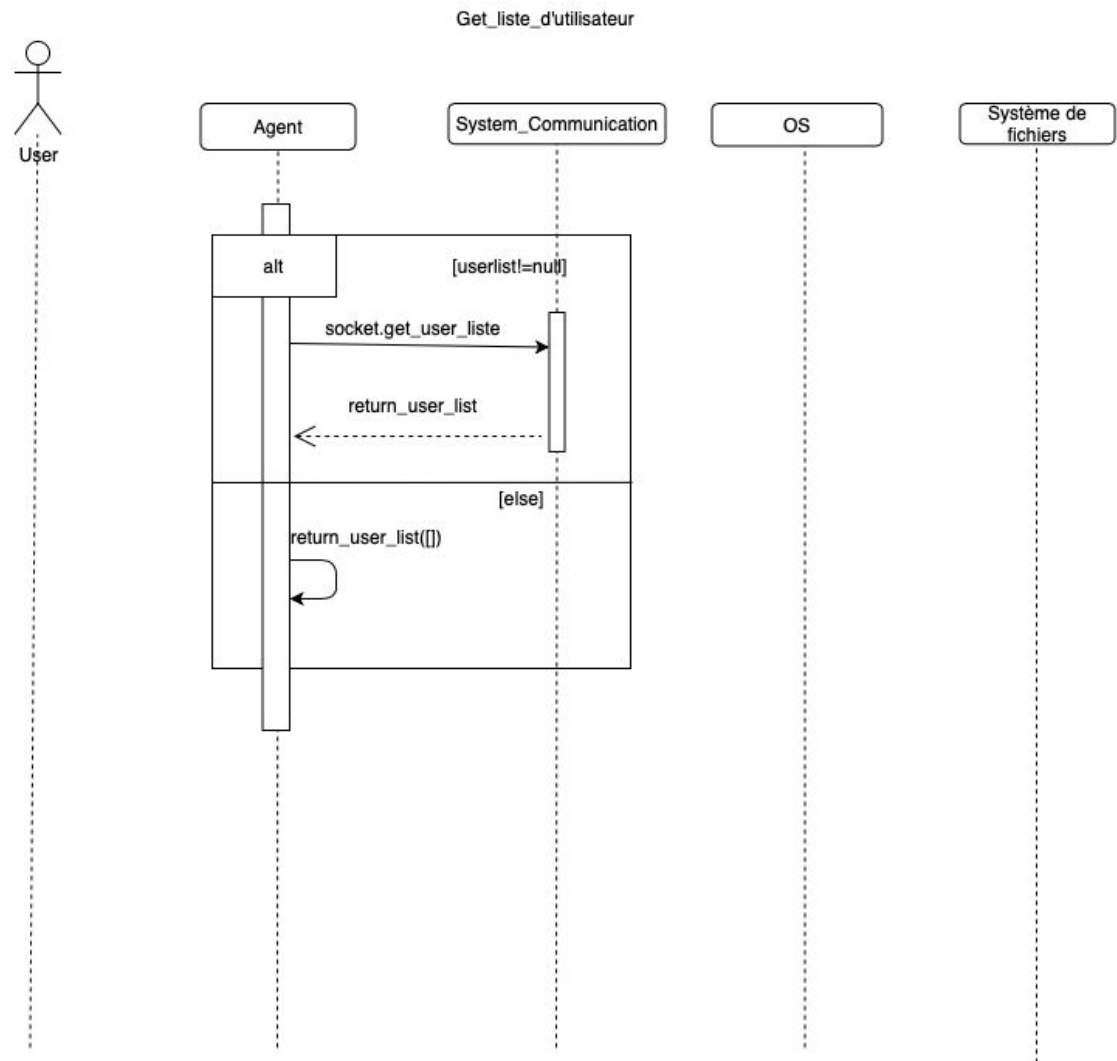 Get_liste_d'utilisateur
User
Agent
System_Communication
OS
Système de
fichiers
alt
[userlist!=null]
socket.get_user_liste
return_user_list
[else]
return_user_list([])